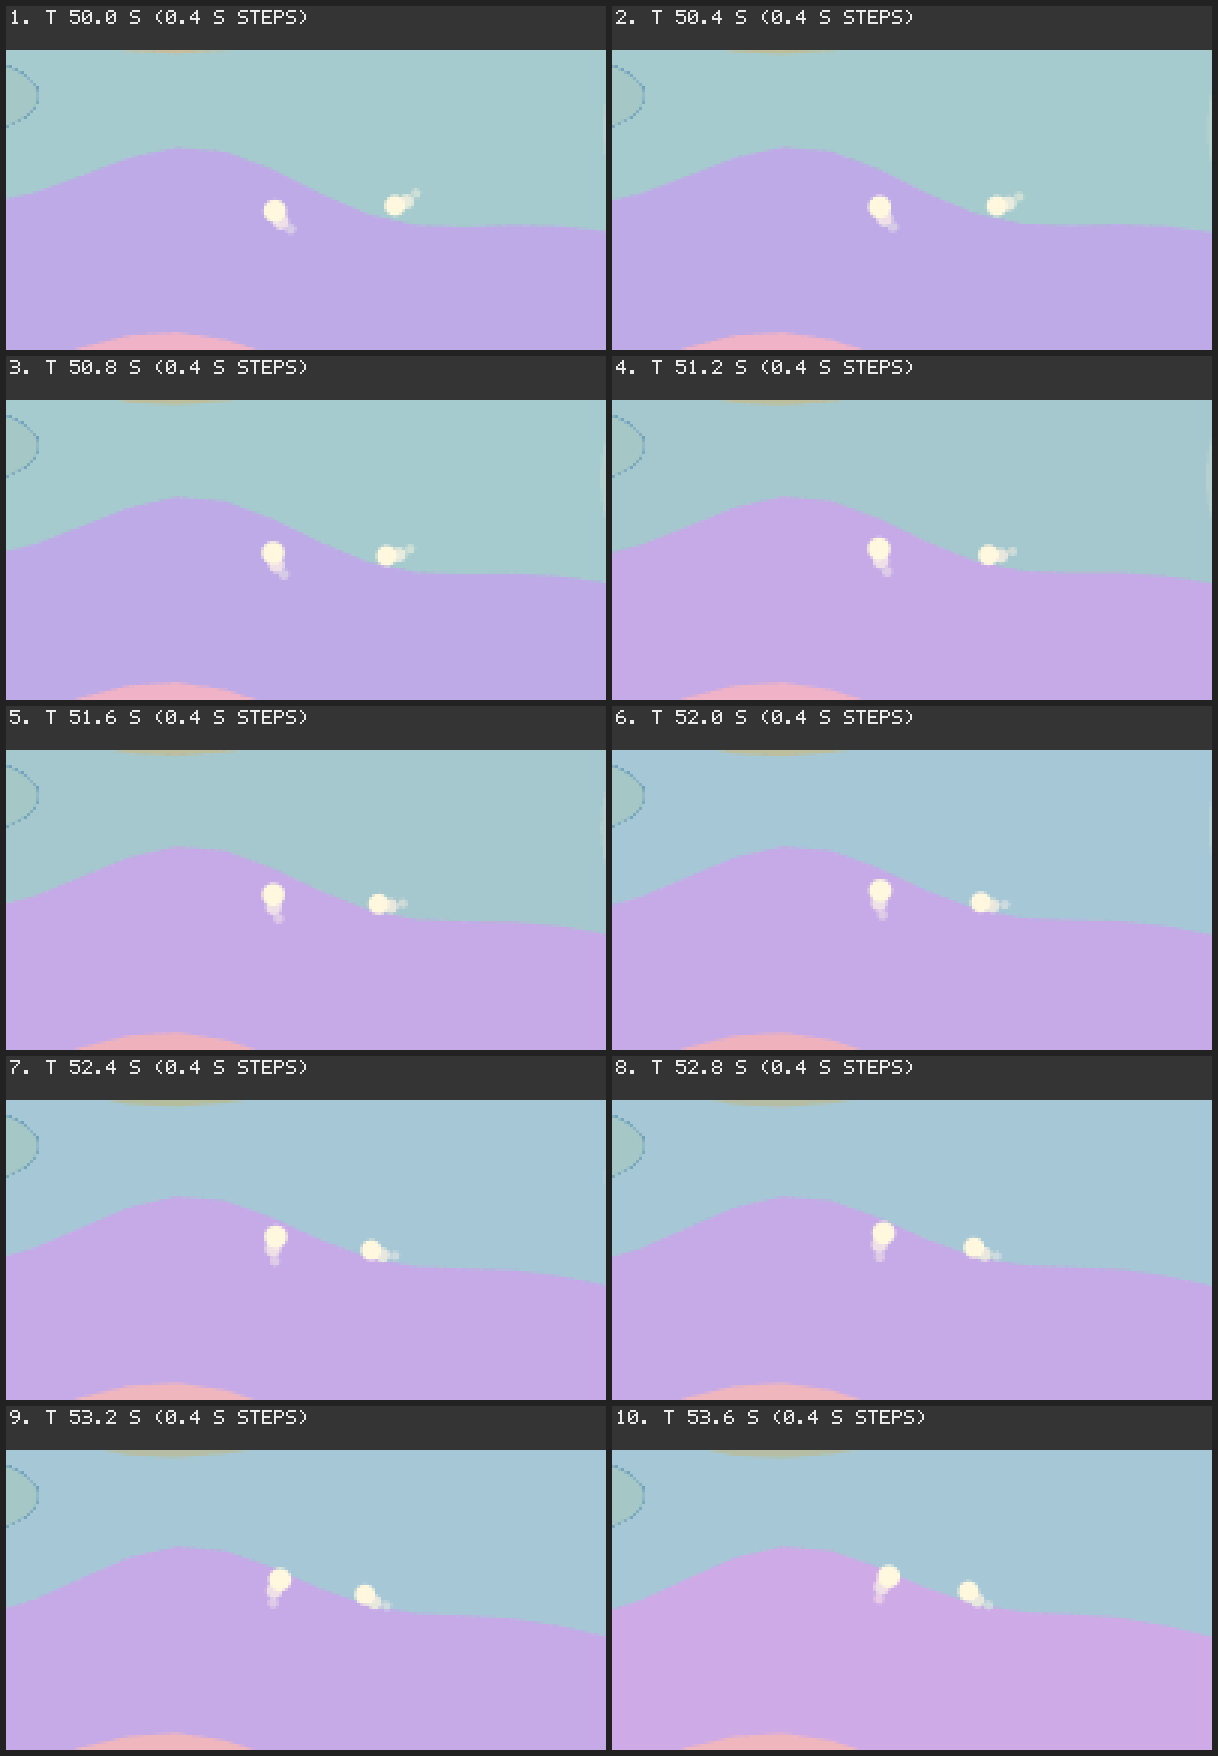 1. T 50.0 S (0.4 S STEPS)
2. T 50.4 S (0.4 S STEPS)
3. T 50.8 S (0.4 S STEPS)
4. T 51.2 S (0.4 S STEPS)
5. T 51.6 S (0.4 S STEPS)
6. T 52.0 S (0.4 S STEPS)
7. T 52.4 S (0.4 S STEPS)
8. T 52.8 S (0.4 S STEPS)
9. T 53.2 S (0.4 S STEPS)
10. T 53.6 S (0.4 S STEPS)